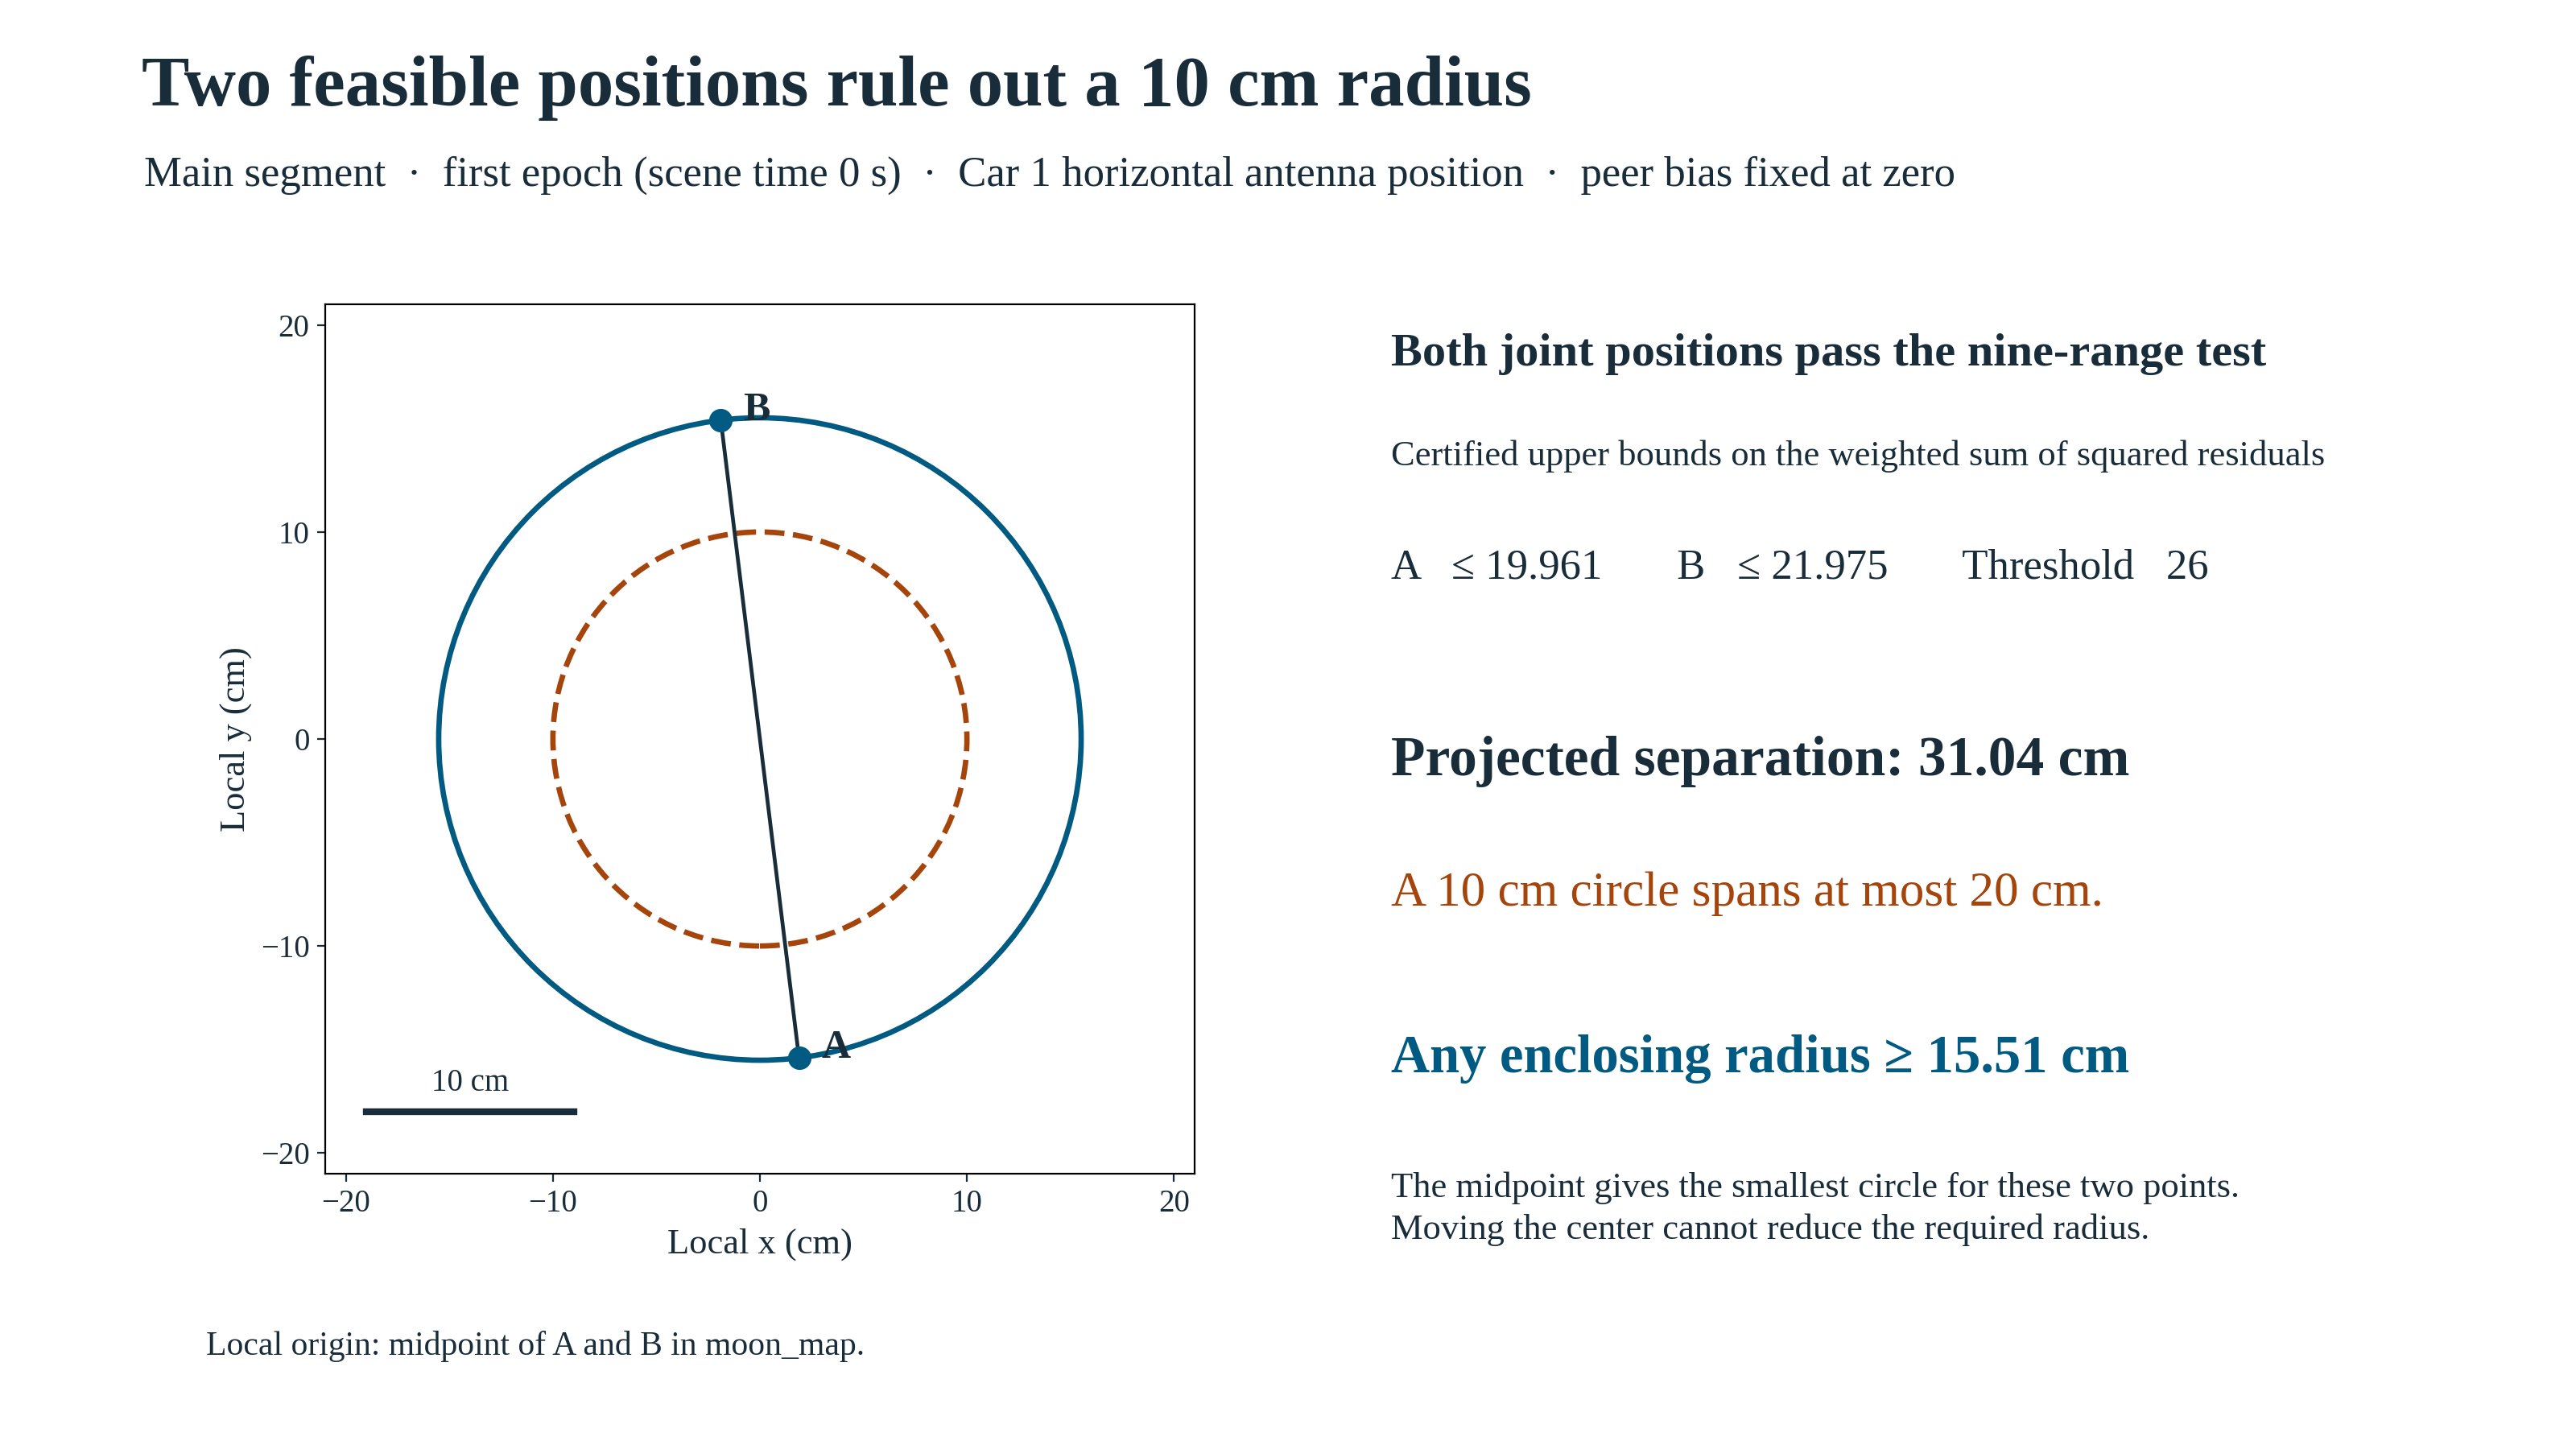 Two feasible positions rule out a 10 cm radius
Main segment · first epoch (scene time 0 s) · Car 1 horizontal antenna position · peer bias fixed at zero
20
10
0
−10
−20
Local y (cm)
B
A
10 cm
−20
−10
0
10
20
Local x (cm)
Local origin: midpoint of A and B in moon_map.
Both joint positions pass the nine-range test
Certified upper bounds on the weighted sum of squared residuals
A ≤ 19.961 B ≤ 21.975 Threshold 26
Projected separation: 31.04 cm
A 10 cm circle spans at most 20 cm.
Any enclosing radius ≥ 15.51 cm
The midpoint gives the smallest circle for these two points.
Moving the center cannot reduce the required radius.